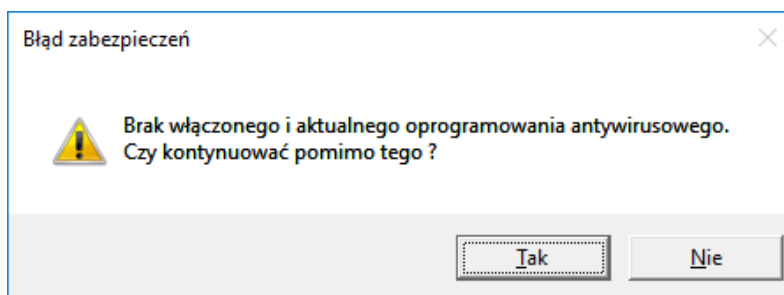 Błąd zabezpieczeń
Brak włączonego i aktualnego oprogramowania antywirusowego.
Czy kontynuować pomimo tego ?
Tak
Nie